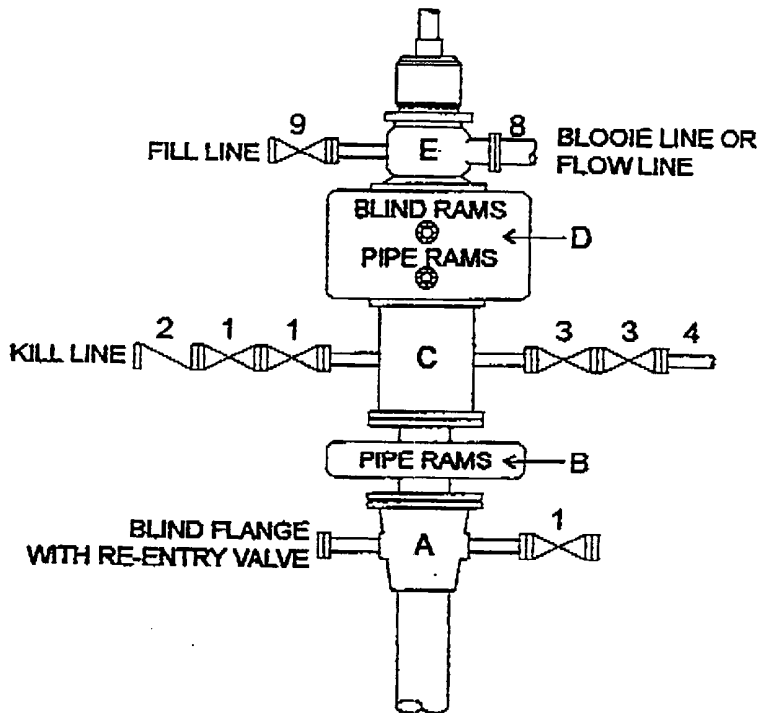 9
8
FILL LINE
E
BLOOIE LINE OR
FLOW LINE
BLIND RAMS
D
PIPE RAMS
2 1 1
3 3 4
KILL LINE
C
PIPE RAMS
B
BLIND FLANGE
WITH RE-ENTRY VALVE
A
1